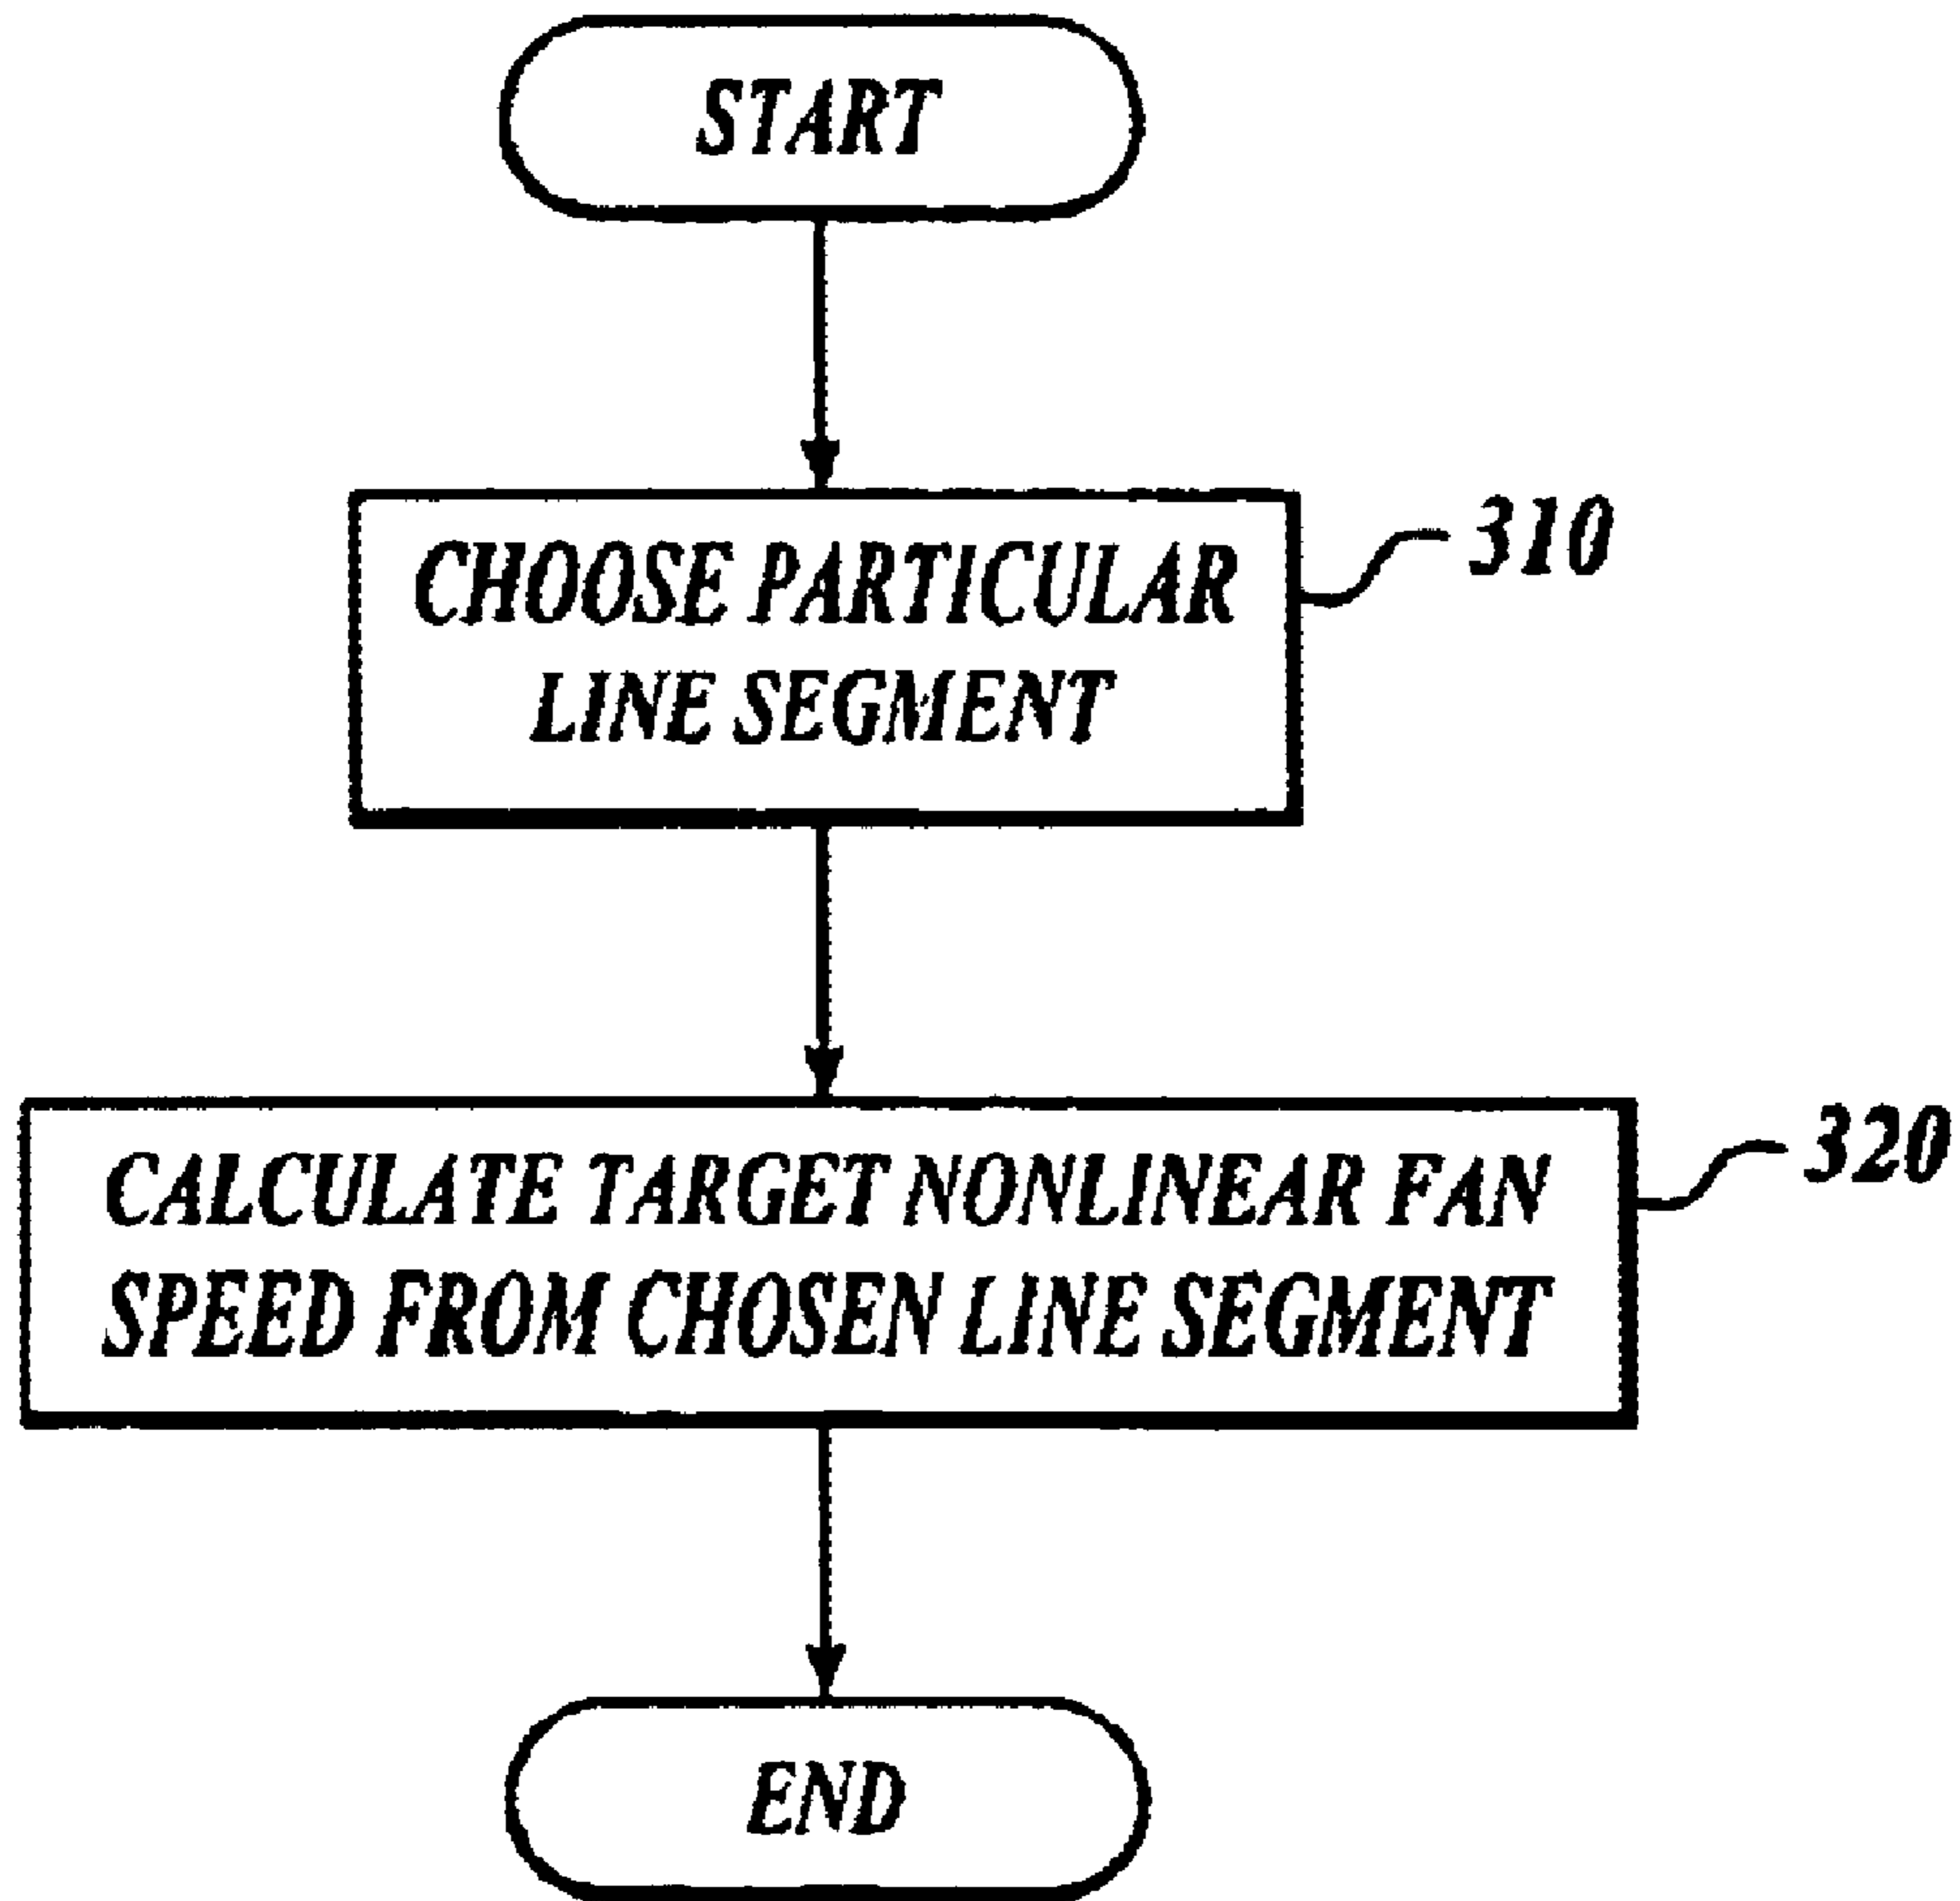 START
CHOOSE PARTICULAR
LINE SEGMENT
310
CALCULATE TARGET NONLINEAR FAN
SPEED FROM CHOSEN LINE SEGMENT
320
END